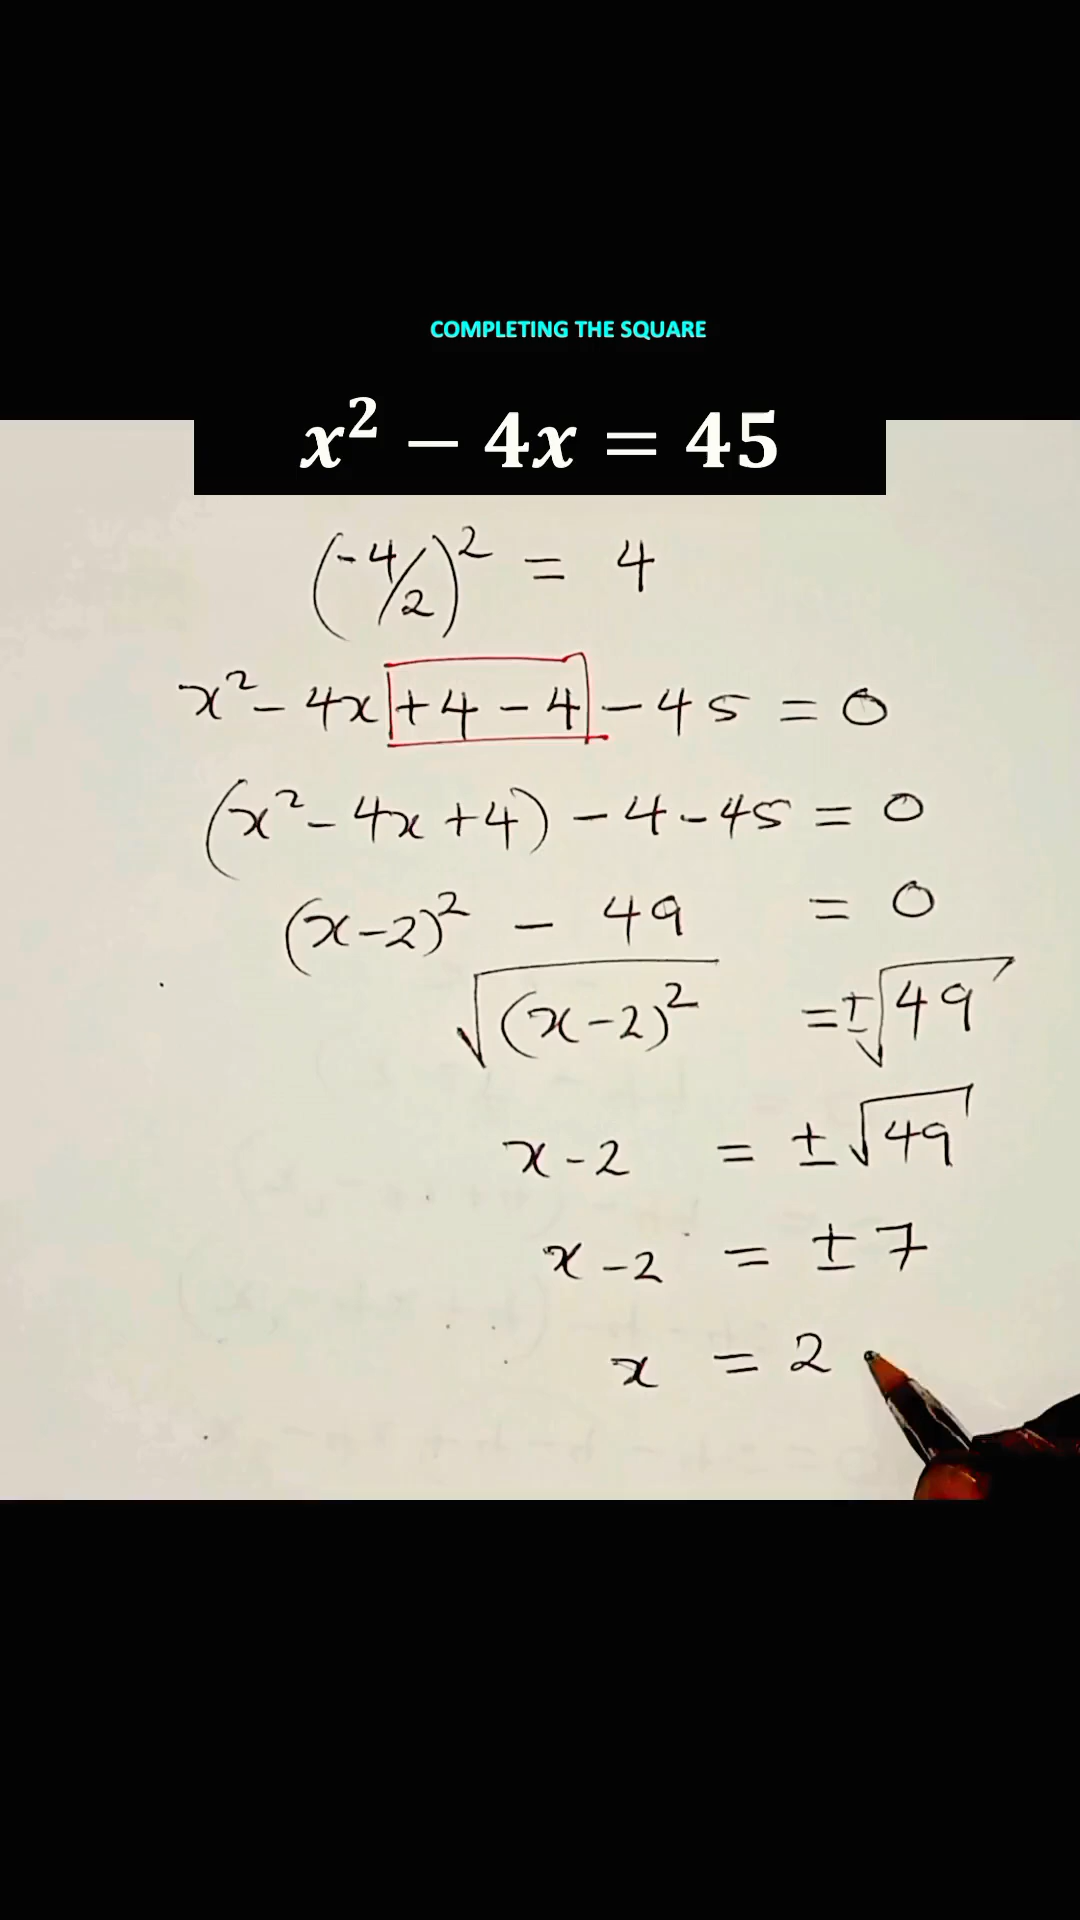 COMPLETING THE SQUARE
x² − 4x = 45
(-4/2)² = 4
x² - 4x +4 - 4 - 45 = 0
(x² - 4x + 4) - 4 - 45 = 0
(x-2)² - 49 = 0
√(x-2)² = ±√49
x - 2 = ± √49
x - 2 = ± 7
x = 2